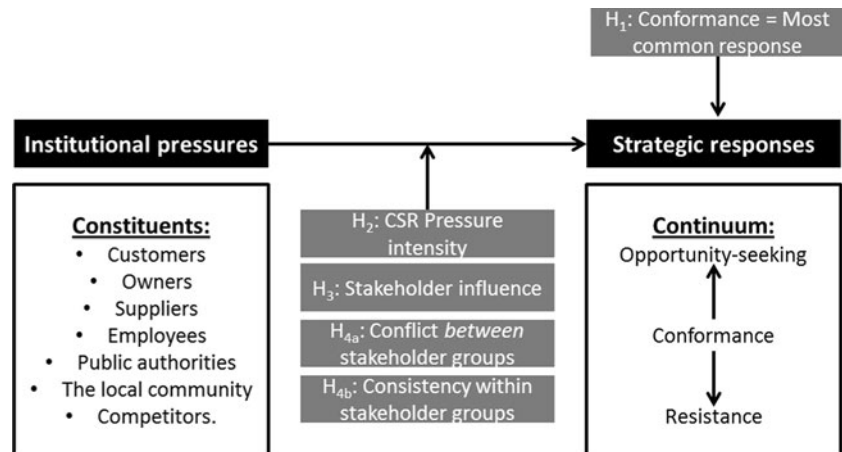 H1: Conformance = Most
common response
Institutional pressures
Strategic responses
Constituents:
• Customers
• Owners
• Suppliers
• Employees
• Public authorities
• The local community
• Competitors.
H2: CSR Pressure
intensity
H3: Stakeholder influence
H4a: Conflict between
stakeholder groups
H4b: Consistency within
stakeholder groups
Continuum:
Opportunity-seeking
Conformance
Resistance